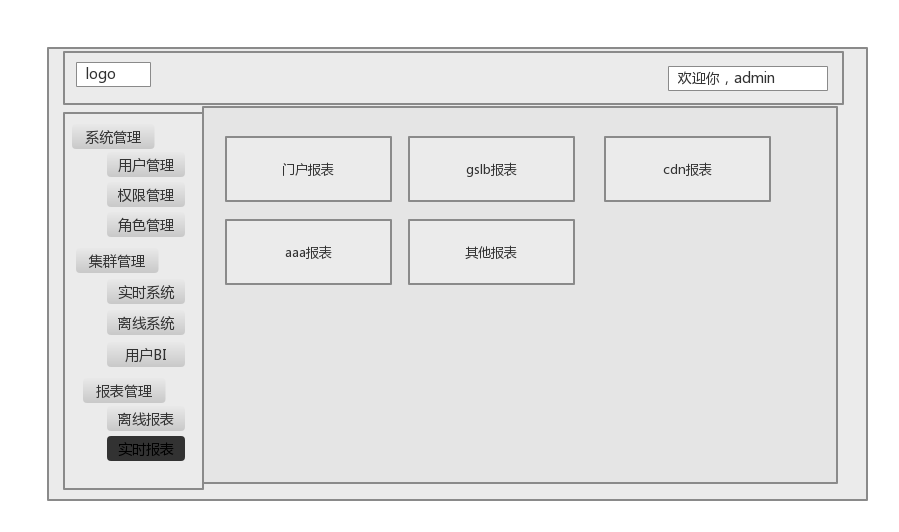 logo
欢迎你，admin
系统管理
用户管理
权限管理
角色管理
集群管理
实时系统
离线系统
用户BI
报表管理
离线报表
实时报表
门户报表
gslb报表
cdn报表
aaa报表
其他报表